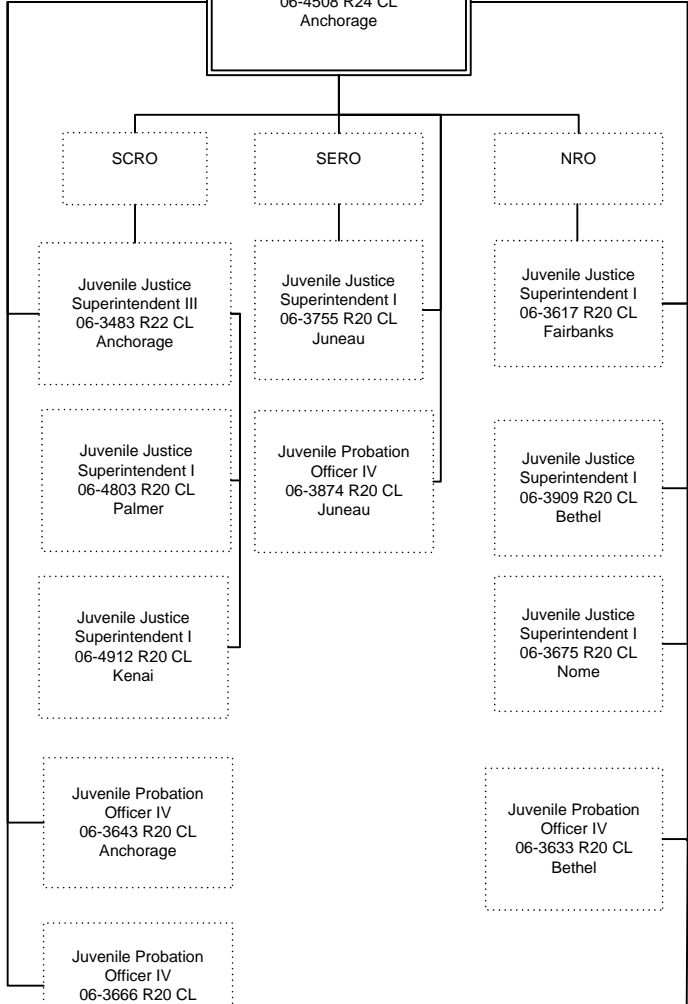 06-4508 R24 CL
Anchorage
SCRO
SERO
NRO
Juvenile Justice
Superintendent III
06-3483 R22 CL
Anchorage
Juvenile Justice
Superintendent I
06-3755 R20 CL
Juneau
Juvenile Justice
Superintendent I
06-3617 R20 CL
Fairbanks
Juvenile Justice
Superintendent I
06-4803 R20 CL
Palmer
Juvenile Probation
Officer IV
06-3874 R20 CL
Juneau
Juvenile Justice
Superintendent I
06-3909 R20 CL
Bethel
Juvenile Justice
Superintendent I
06-4912 R20 CL
Kenai
Juvenile Justice
Superintendent I
06-3675 R20 CL
Nome
Juvenile Probation
Officer IV
06-3643 R20 CL
Anchorage
Juvenile Probation
Officer IV
06-3633 R20 CL
Bethel
Juvenile Probation
Officer IV
06-3666 R20 CL